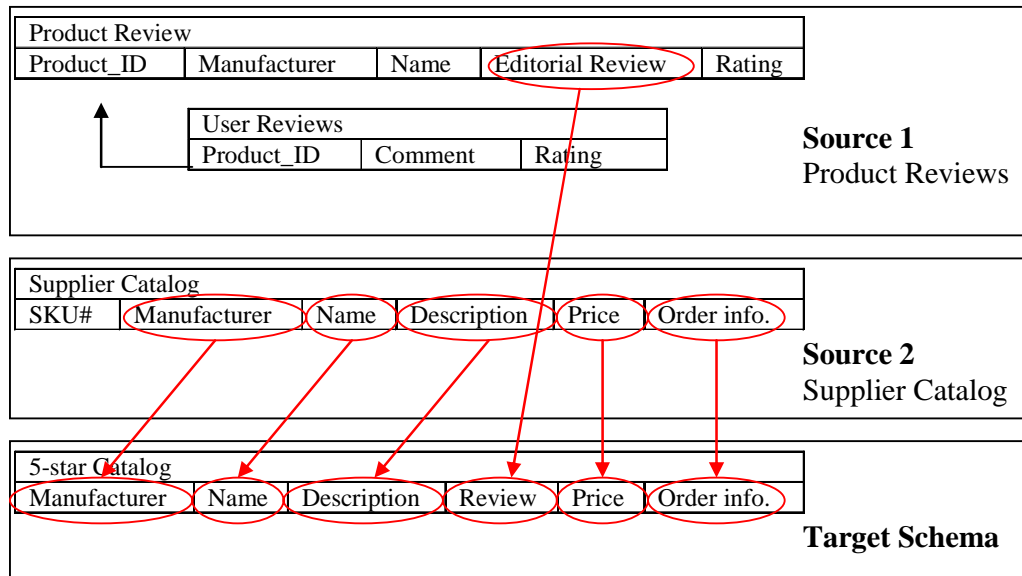 Product Review
Product_ID Manufacturer Name Editorial Review Rating
User Reviews
Product_ID Comment Rating
Source 1
Product Reviews
Supplier Catalog
SKU# Manufacturer Name Description Price Order info.
Source 2
Supplier Catalog
5-star Catalog
Manufacturer Name Description Review Price Order info.
Target Schema